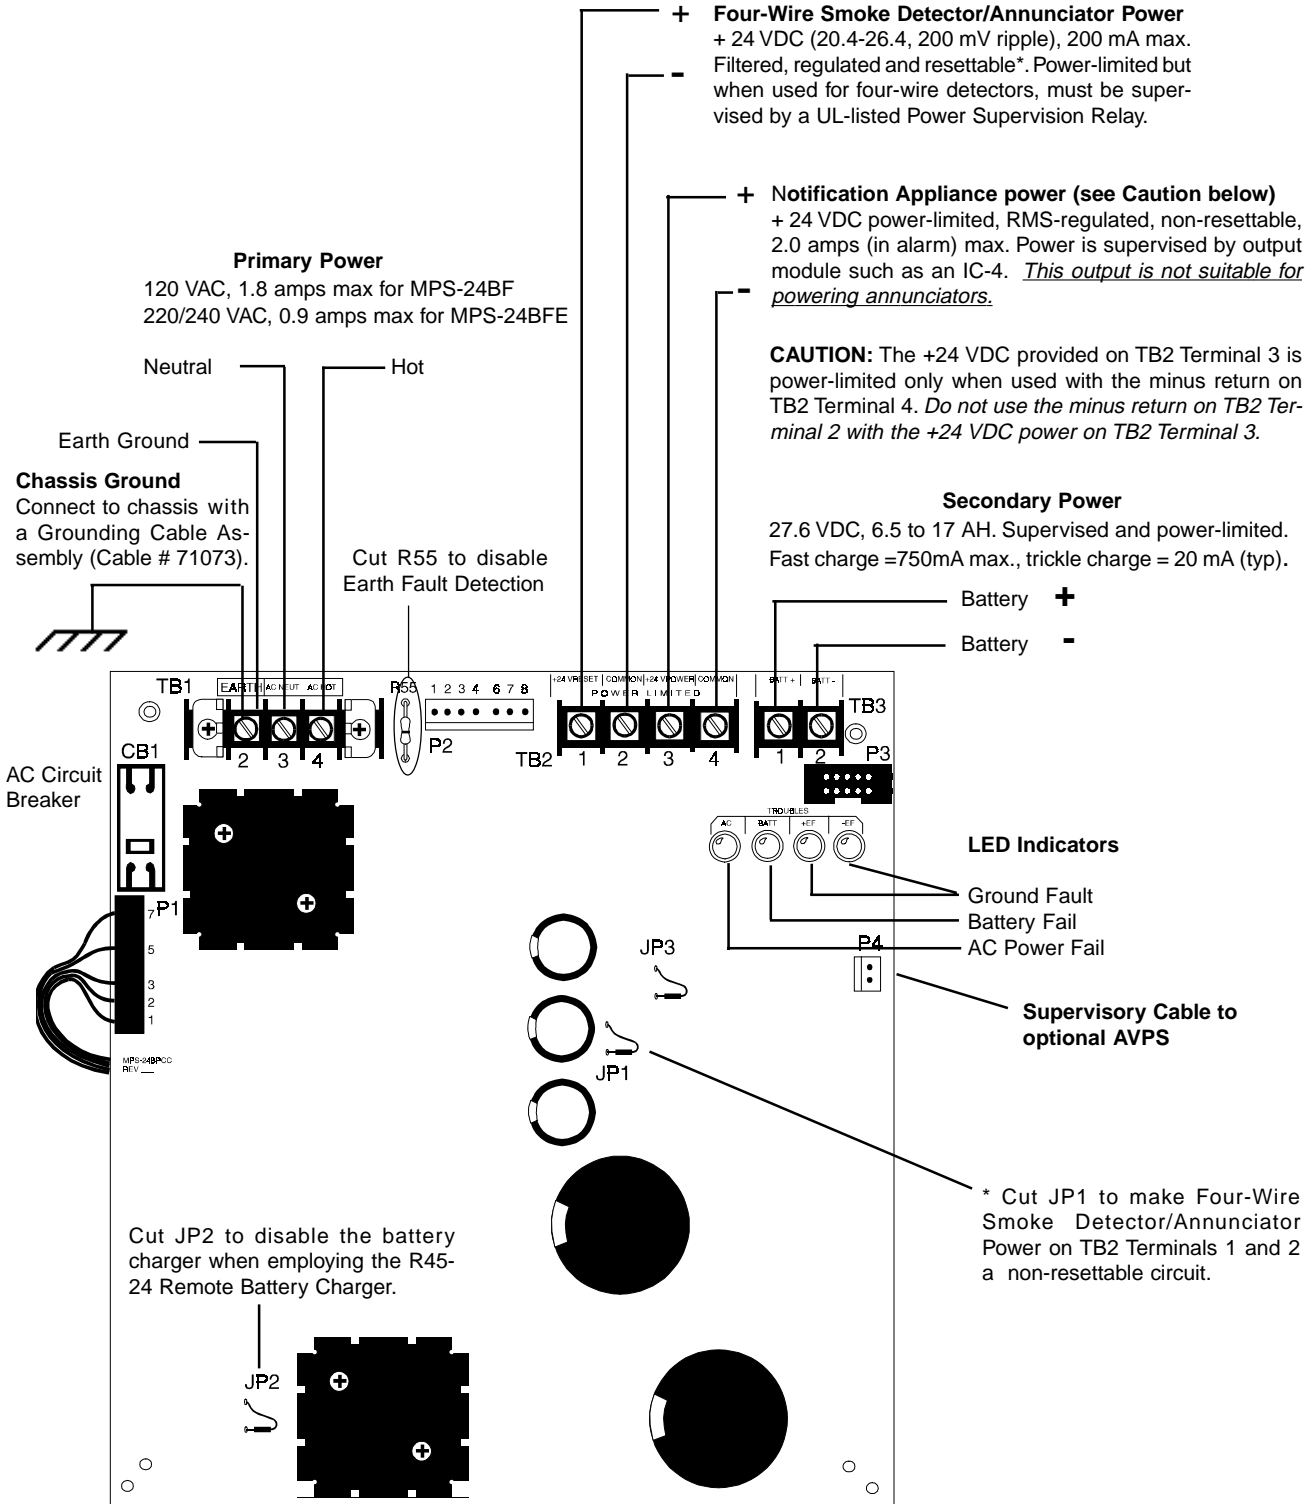 + Four-Wire Smoke Detector/Annunciator Power
+ 24 VDC (20.4-26.4, 200 mV ripple), 200 mA max.
Filtered, regulated and resettable*. Power-limited but
-
when used for four-wire detectors, must be super-
vised by a UL-listed Power Supervision Relay.
+ Notification Appliance power (see Caution below)
+ 24 VDC power-limited, RMS-regulated, non-resettable,
2.0 amps (in alarm) max. Power is supervised by output
module such as an IC-4. This output is not suitable for
- powering annunciators.
CAUTION: The +24 VDC provided on TB2 Terminal 3 is
power-limited only when used with the minus return on
TB2 Terminal 4. Do not use the minus return on TB2 Ter-
minal 2 with the +24 VDC power on TB2 Terminal 3.
Primary Power
120 VAC, 1.8 amps max for MPS-24BF
220/240 VAC, 0.9 amps max for MPS-24BFE
Neutral
Hot
Earth Ground
Chassis Ground
Connect to chassis with
a Grounding Cable As-
sembly (Cable # 71073).
Cut R55 to disable
Earth Fault Detection
Secondary Power
27.6 VDC, 6.5 to 17 AH. Supervised and power-limited.
Fast charge =750mA max., trickle charge = 20 mA (typ).
Battery +
Battery -
TB1
EARTH AC NEUT AC HOT
2 3 4
R55
1 2 3 4 6 7 8
P2
+24 VRESET COMMON +24 VPOWER COMMON
POWER LIMITED
TB2 1 2 3 4
BATT + BATT -
TB3
1 2
P3
CB1
AC Circuit
Breaker
TROUBLES
AC BATT +EF -EF
LED Indicators
Ground Fault
Battery Fail
AC Power Fail
P1
7
5
3
2
1
MPS-24BPCC
REV ___
JP3
JP1
P4
Supervisory Cable to
optional AVPS
* Cut JP1 to make Four-Wire
Smoke Detector/Annunciator
Power on TB2 Terminals 1 and 2
a non-resettable circuit.
Cut JP2 to disable the battery
charger when employing the R45-
24 Remote Battery Charger.
JP2